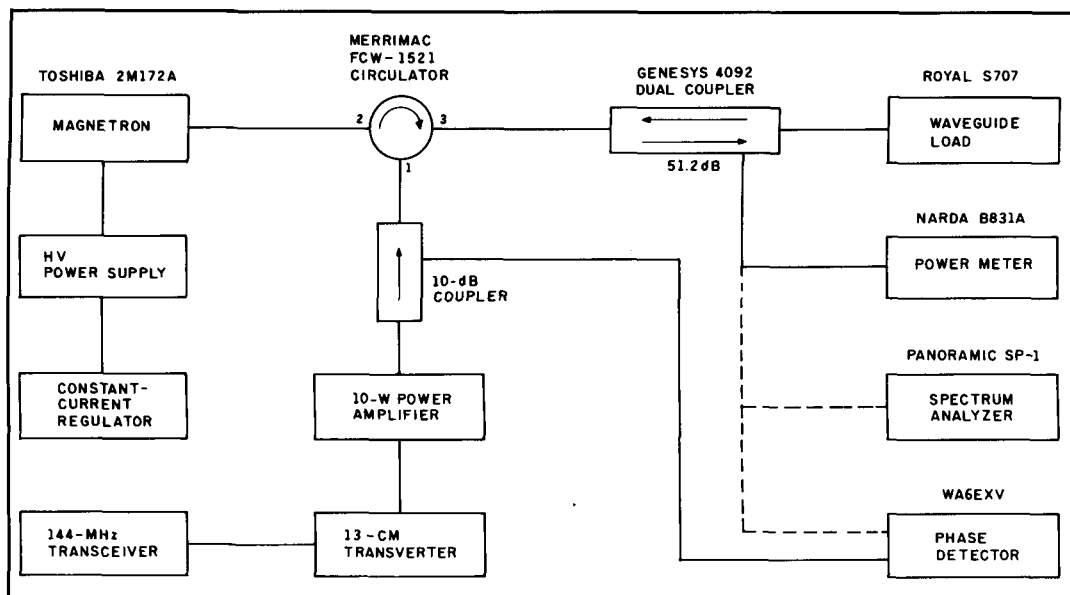 MERRIMAC
FCW-1521
CIRCULATOR
TOSHIBA 2M172A
GENESYS 4092
DUAL COUPLER
ROYAL S707
MAGNETRON
2
3
1
51.2dB
WAVEGUIDE
LOAD
NARDA B831A
HV
POWER SUPPLY
10-dB
COUPLER
POWER METER
PANORAMIC SP-1
CONSTANT-
CURRENT
REGULATOR
10-W POWER
AMPLIFIER
SPECTRUM
ANALYZER
WA6EXV
144-MHz
TRANSCEIVER
13-CM
TRANSVERTER
PHASE
DETECTOR